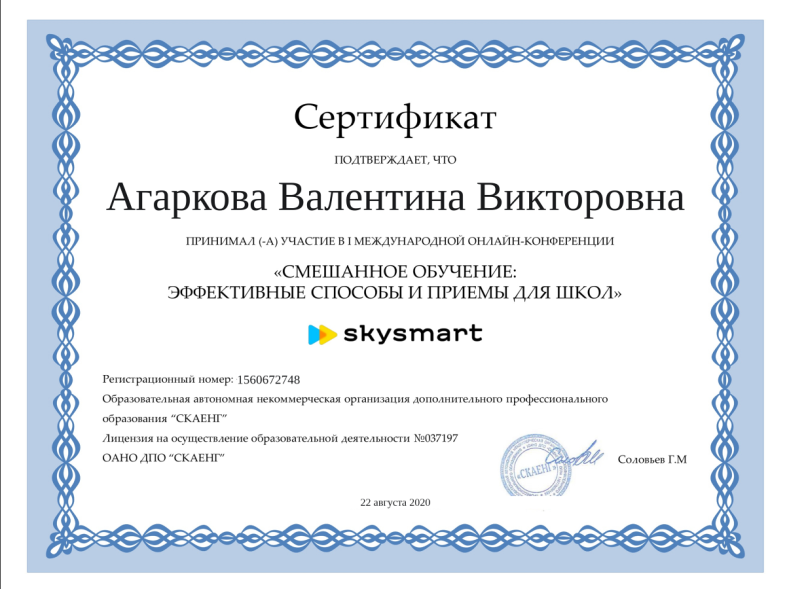 Сертификат
ПОДТВЕРЖДАЕТ, ЧТО
Агаркова Валентина Викторовна
ПРИНИМАЛ (-А) УЧАСТИЕ В I МЕЖДУНАРОДНОЙ ОНЛАЙН-КОНФЕРЕНЦИИ
«СМЕШАННОЕ ОБУЧЕНИЕ:
ЭФФЕКТИВНЫЕ СПОСОБЫ И ПРИЕМЫ ДЛЯ ШКОЛ»
skysmart
Регистрационный номер: 1560672748
Образовательная автономная некоммерческая организация дополнительного профессионального
образования “СКАЕНГ”
Лицензия на осуществление образовательной деятельности №037197
ОАНО ДПО “СКАЕНГ”
«СКАЕНГ»
Соловьев Г.М
22 августа 2020